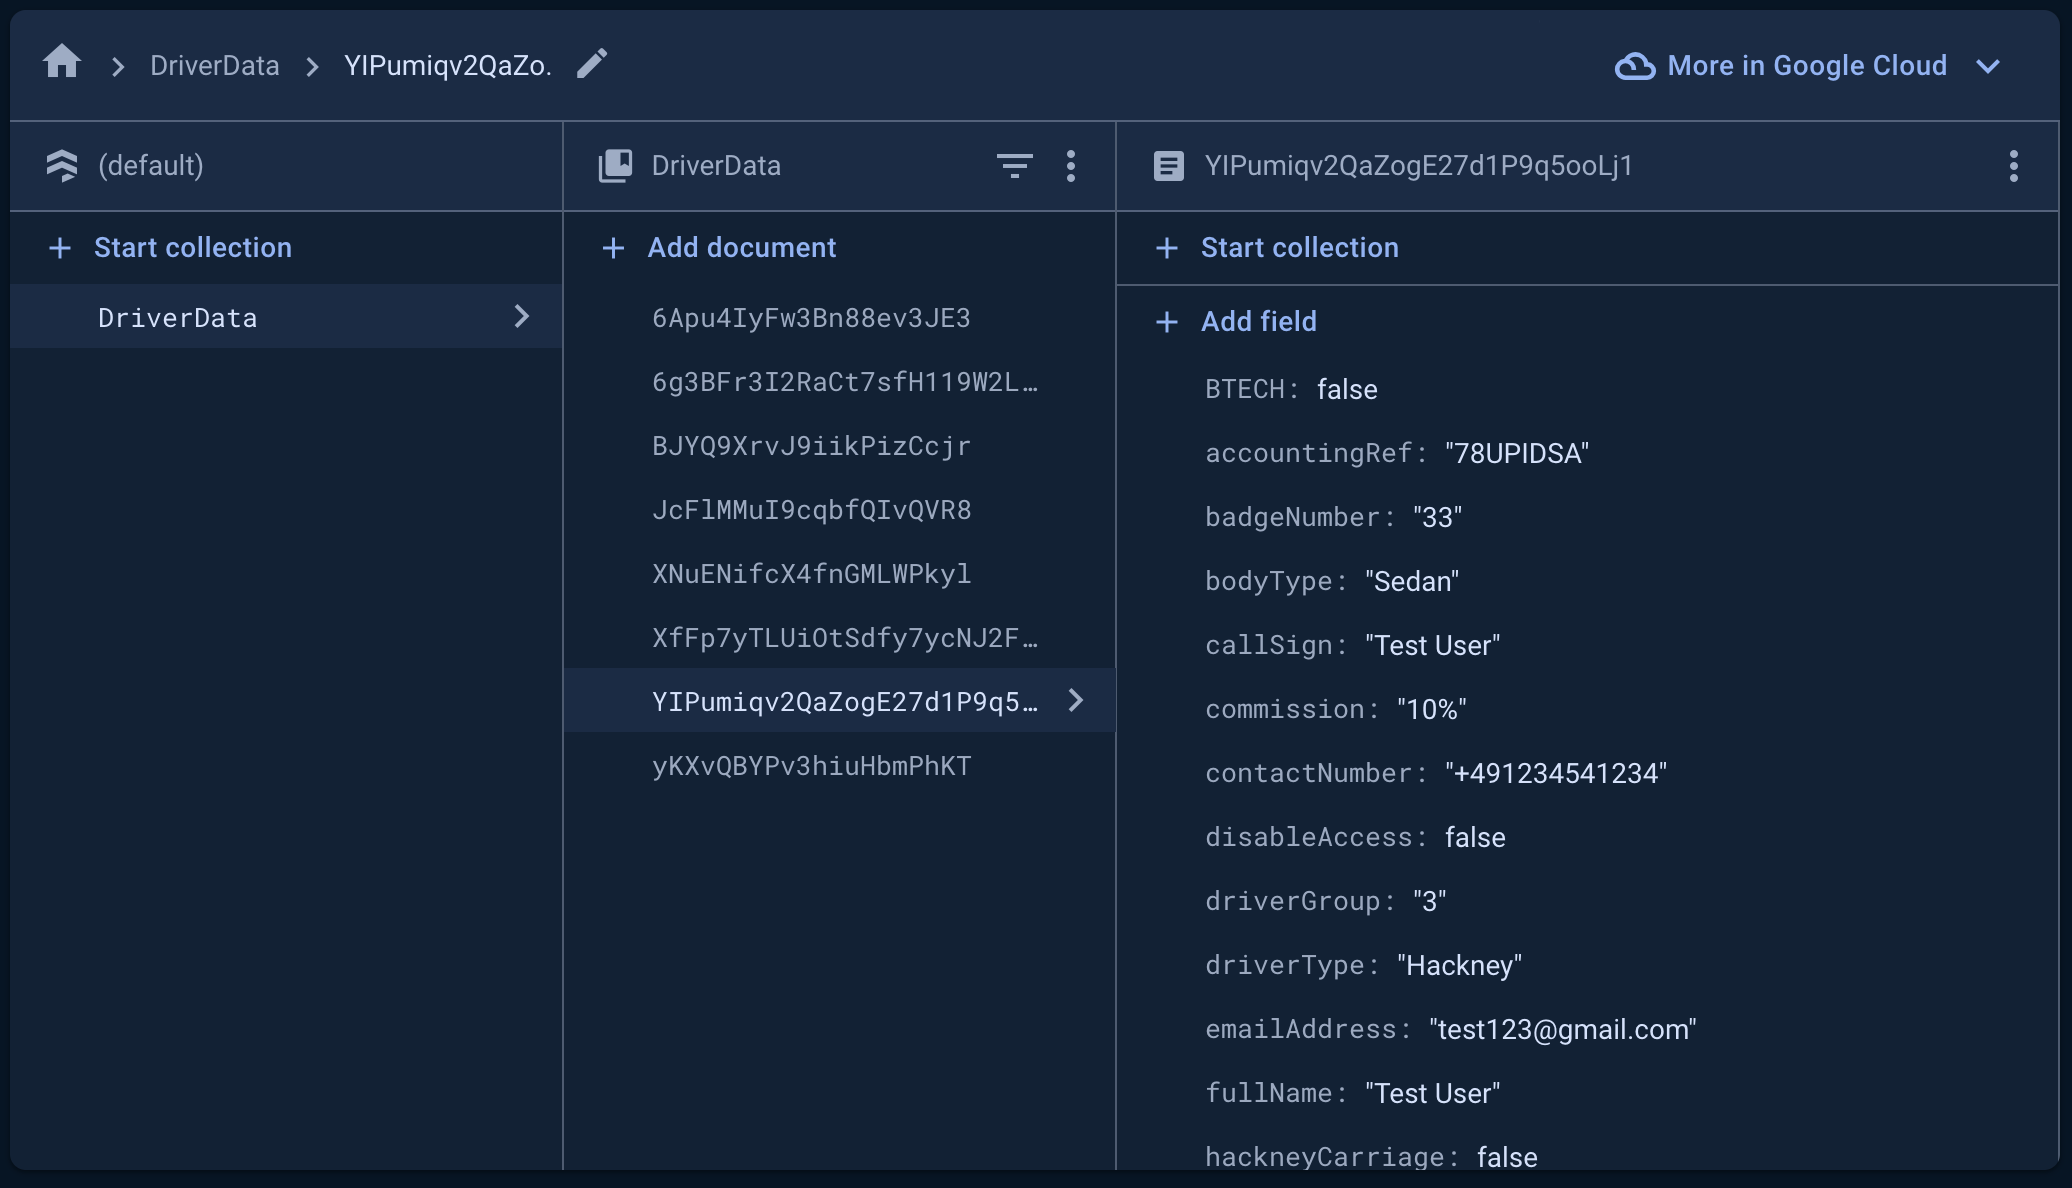 DriverData
YIPumiqv2QaZo.
More in Google Cloud
(default)
DriverData
YIPumiqv2QaZogE27d1P9q5ooLj1
Start collection
Add document
Start collection
DriverData
6Apu4IyFw3Bn88ev3JE3
6g3BFr3I2RaCt7sfH119W2L…
BJYQ9XrvJ9iikPizCcjr
JcFlMMuI9cqbfQIvQVR8
XNuENifcX4fnGMLWPkyl
XfFp7yTLUiOtSdfy7ycNJ2F…
YIPumiqv2QaZogE27d1P9q5…
yKXvQBYPv3hiuHbmPhKT
Add field
BTECH: false
accountingRef: "78UPIDSA"
badgeNumber: "33"
bodyType: "Sedan"
callSign: "Test User"
commission: "10%"
contactNumber: "+491234541234"
disableAccess: false
driverGroup: "3"
driverType: "Hackney"
emailAddress: "test123@gmail.com"
fullName: "Test User"
hackneyCarriage: false